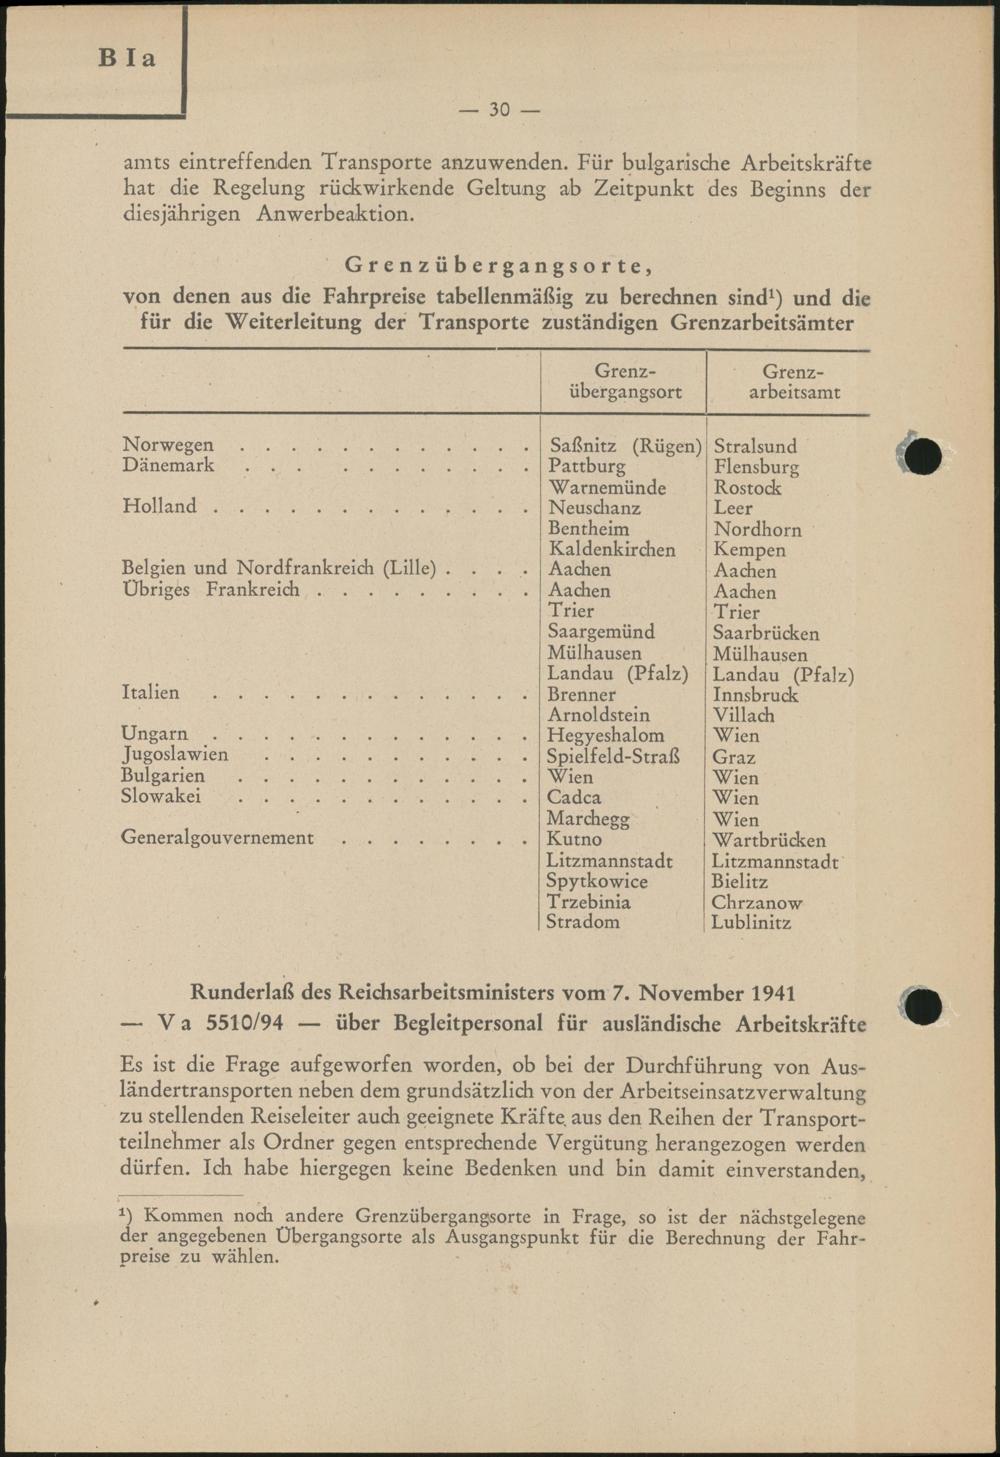 B I a
— 30 —
amts eintreffenden Transporte anzuwenden. Für bulgarische Arbeitskräfte
hat die Regelung rückwirkende Geltung ab Zeitpunkt des Beginns der
diesjährigen Anwerbeaktion.
Grenzübergangsorte,
von denen aus die Fahrpreise tabellenmäßig zu berechnen sind¹) und die
für die Weiterleitung der Transporte zuständigen Grenzarbeitsämter
Grenz- Grenz-
übergangsort arbeitsamt
Norwegen . . . . . . . . . . . . Saßnitz (Rügen) Stralsund
Dänemark . . . . . . . . . . . Pattburg Flensburg
Warnemünde Rostock
Holland . . . . . . . . . . . . . Neuschanz Leer
Bentheim Nordhorn
Kaldenkirchen Kempen
Belgien und Nordfrankreich (Lille) . . . . Aachen Aachen
Übriges Frankreich . . . . . . . . . Aachen Aachen
Trier Trier
Saargemünd Saarbrücken
Mülhausen Mülhausen
Landau (Pfalz) Landau (Pfalz)
Italien . . . . . . . . . . . . . Brenner Innsbruck
Arnoldstein Villach
Ungarn . . . . . . . . . . . . . Hegyeshalom Wien
Jugoslawien . . . . . . . . . . . Spielfeld-Straß Graz
Bulgarien . . . . . . . . . . . . Wien Wien
Slowakei . . . . . . . . . . . . Cadca Wien
Marchegg Wien
Generalgouvernement . . . . . . . . Kutno Wartbrücken
Litzmannstadt Litzmannstadt
Spytkowice Bielitz
Trzebinia Chrzanow
Stradom Lublinitz
Runderlaß des Reichsarbeitsministers vom 7. November 1941
— V a 5510/94 — über Begleitpersonal für ausländische Arbeitskräfte
Es ist die Frage aufgeworfen worden, ob bei der Durchführung von Aus-
ländertransporten neben dem grundsätzlich von der Arbeitseinsatzverwaltung
zu stellenden Reiseleiter auch geeignete Kräfte aus den Reihen der Transport-
teilnehmer als Ordner gegen entsprechende Vergütung herangezogen werden
dürfen. Ich habe hiergegen keine Bedenken und bin damit einverstanden,
¹) Kommen noch andere Grenzübergangsorte in Frage, so ist der nächstgelegene
der angegebenen Übergangsorte als Ausgangspunkt für die Berechnung der Fahr-
preise zu wählen.